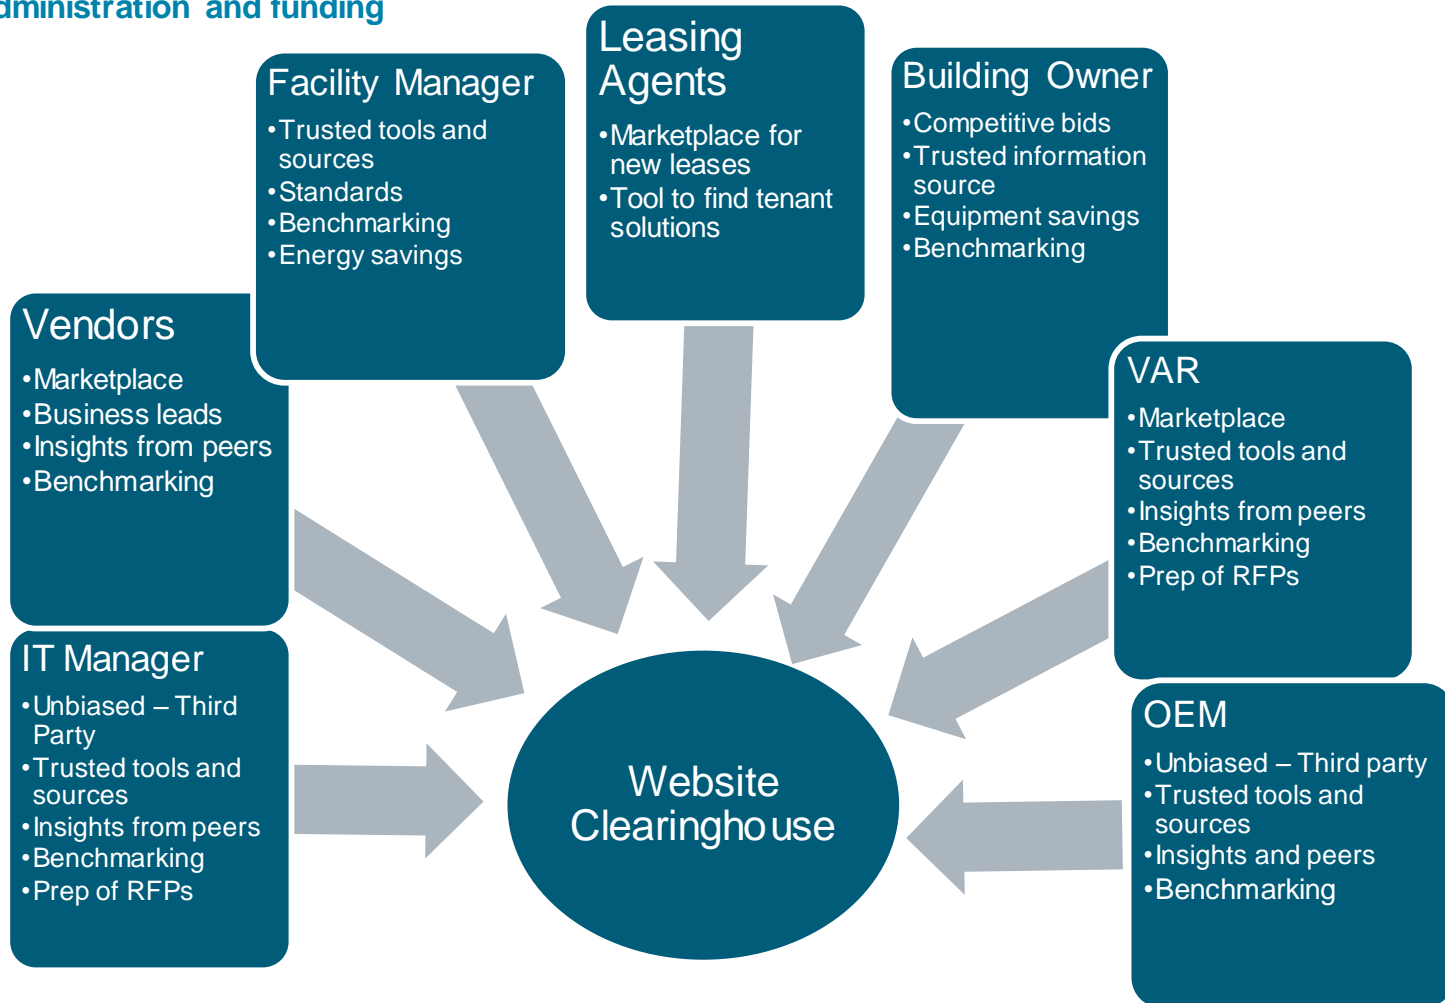 dministration and funding
Leasing
Agents
•Marketplace for
new leases
•Tool to find tenant
solutions
Facility Manager
•Trusted tools and
sources
•Standards
•Benchmarking
•Energy savings
Building Owner
•Competitive bids
•Trusted information
source
•Equipment savings
•Benchmarking
Vendors
•Marketplace
•Business leads
•Insights from peers
•Benchmarking
VAR
•Marketplace
•Trusted tools and
sources
•Insights from peers
•Benchmarking
•Prep of RFPs
IT Manager
•Unbiased – Third
Party
•Trusted tools and
sources
•Insights from peers
•Benchmarking
•Prep of RFPs
OEM
•Unbiased – Third party
•Trusted tools and
sources
•Insights and peers
•Benchmarking
Website
Clearinghouse